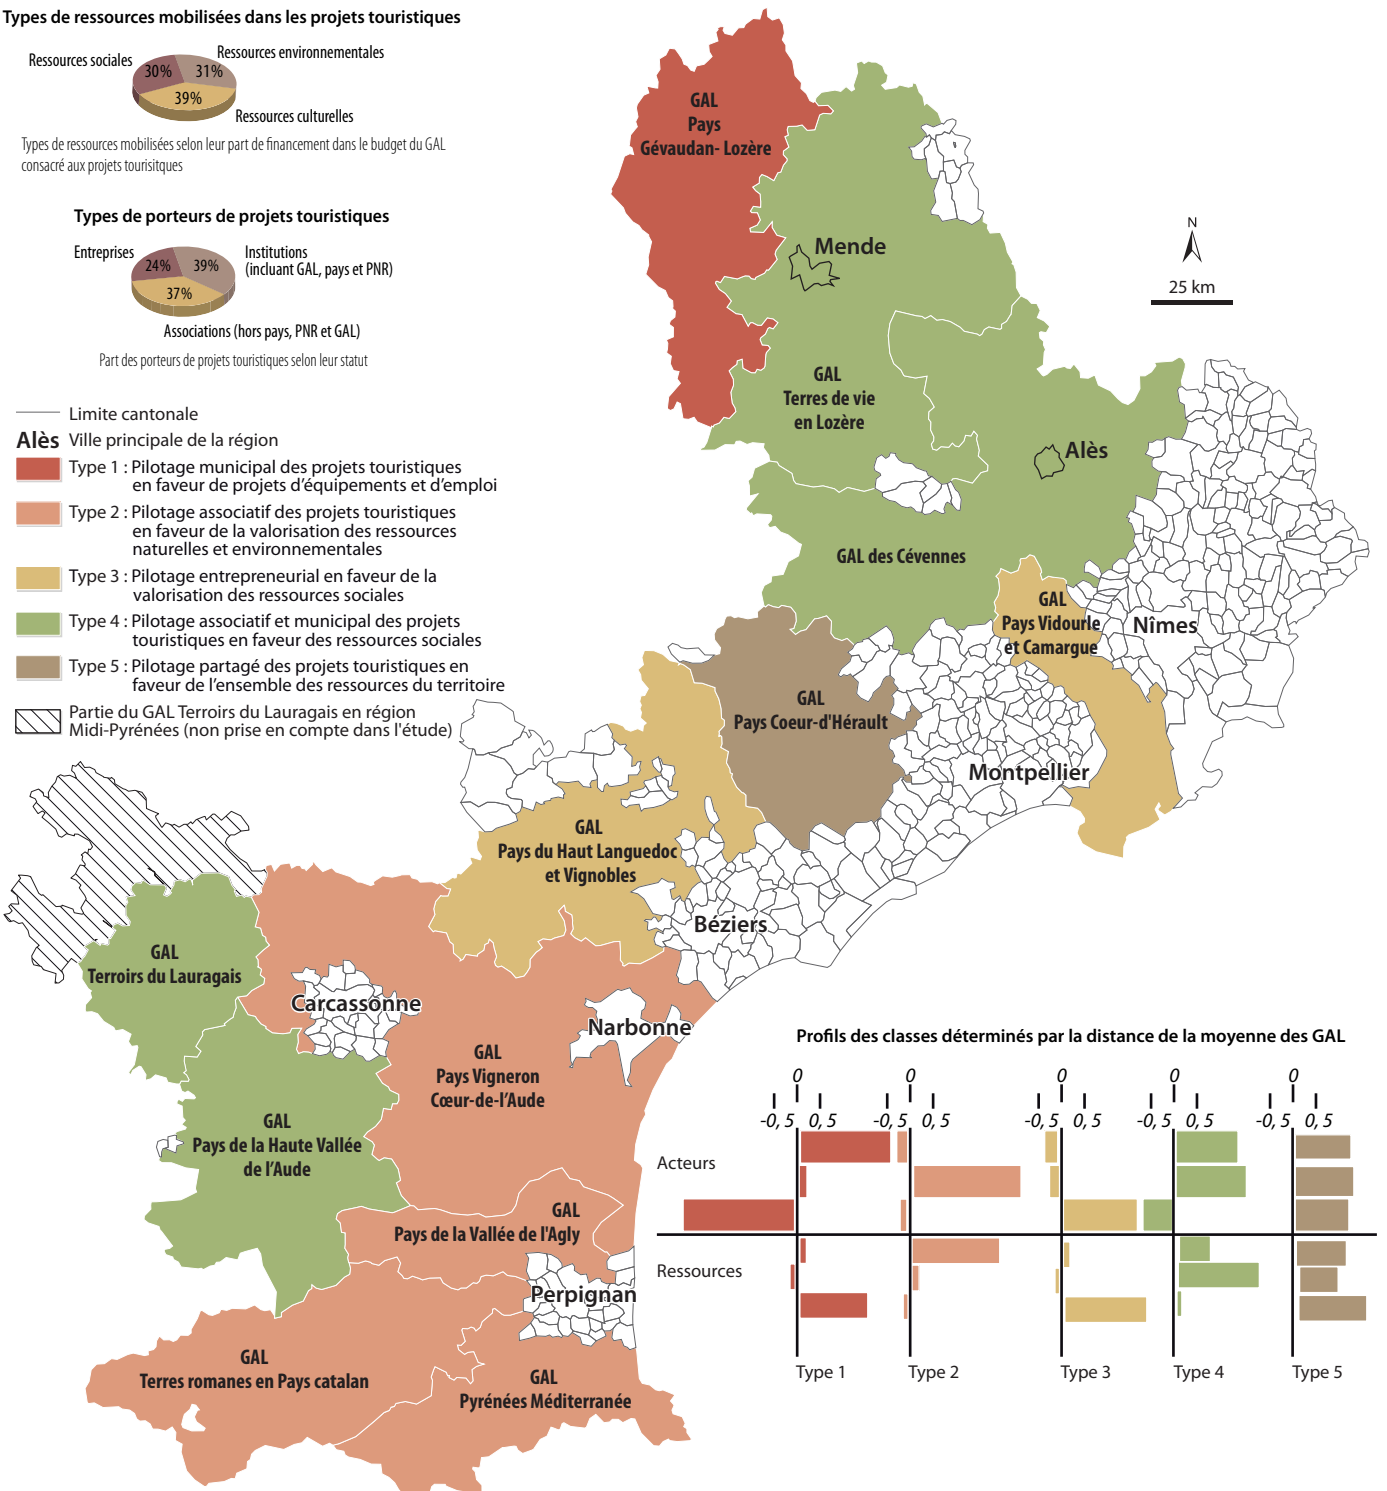 Types de ressources mobilisées dans les projets touristiques
Ressources sociales
Ressources environnementales
30%
31%
39%
Ressources culturelles
Types de ressources mobilisées selon leur part de financement dans le budget du GAL
consacré aux projets tourisitques
Types de porteurs de projets touristiques
Entreprises
Institutions
(incluant GAL, pays et PNR)
24%
39%
37%
Associations (hors pays, PNR et GAL)
Part des porteurs de projets touristiques selon leur statut
Limite cantonale
Alès Ville principale de la région
Type 1 : Pilotage municipal des projets touristiques
en faveur de projets d'équipements et d'emploi
Type 2 : Pilotage associatif des projets touristiques
en faveur de la valorisation des ressources
naturelles et environnementales
Type 3 : Pilotage entrepreneurial en faveur de la
valorisation des ressources sociales
Type 4 : Pilotage associatif et municipal des projets
touristiques en faveur des ressources sociales
Type 5 : Pilotage partagé des projets touristiques en
faveur de l'ensemble des ressources du territoire
Partie du GAL Terroirs du Lauragais en région
Midi-Pyrénées (non prise en compte dans l'étude)
GAL
Pays
Gévaudan- Lozère
Mende
N
25 km
GAL
Terres de vie
en Lozère
Alès
GAL des Cévennes
GAL
Pays Vidourle
et Camargue
Nîmes
GAL
Pays Coeur-d'Hérault
Montpellier
GAL
Pays du Haut Languedoc
et Vignobles
Béziers
GAL
Terroirs du Lauragais
Carcassonne
Narbonne
GAL
Pays Vigneron
Cœur-de-l'Aude
GAL
Pays de la Haute Vallée
de l'Aude
GAL
Pays de la Vallée de l'Agly
Perpignan
GAL
Terres romanes en Pays catalan
GAL
Pyrénées Méditerranée
Profils des classes déterminés par la distance de la moyenne des GAL
0 0 0 0 0
-0, 5 0, 5 -0, 5 0, 5 -0, 5 0, 5 -0, 5 0, 5 -0, 5 0, 5
Acteurs
Ressources
Type 1 Type 2 Type 3 Type 4 Type 5